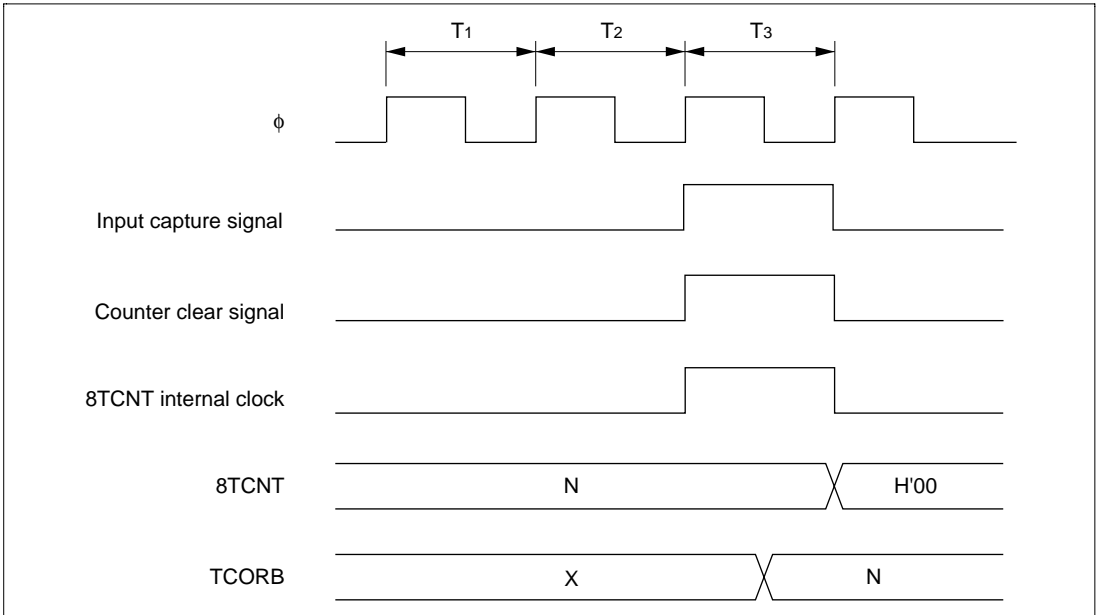 T1 T2 T3
φ
Input capture signal
Counter clear signal
8TCNT internal clock
8TCNT N H'00
TCORB X N